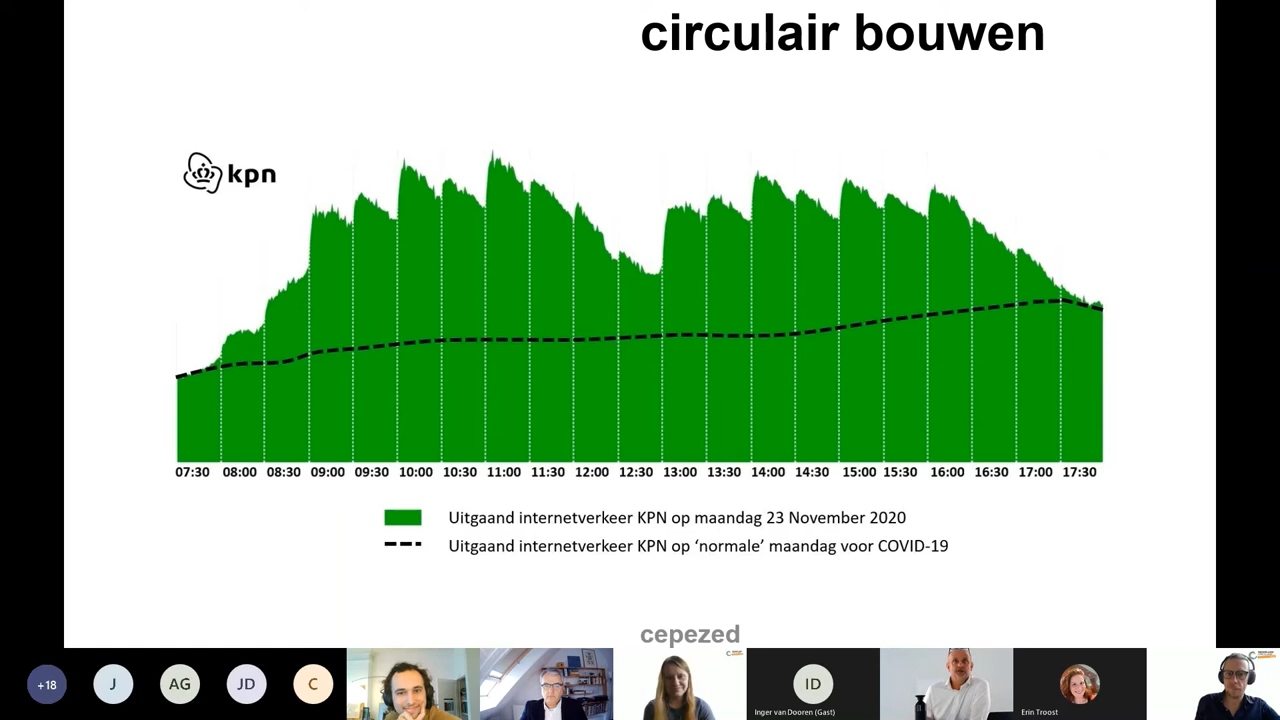 circulair bouwen
kpn
07:30 08:00 08:30 09:00 09:30 10:00 10:30 11:00 11:30 12:00 12:30 13:00 13:30 14:00 14:30 15:00 15:30 16:00 16:30 17:00 17:30
Uitgaand internetverkeer KPN op maandag 23 November 2020
Uitgaand internetverkeer KPN op ‘normale’ maandag voor COVID-19
cepezed
+18 J AG JD C ID
Inger van Dooren (Gast) Erin Troost